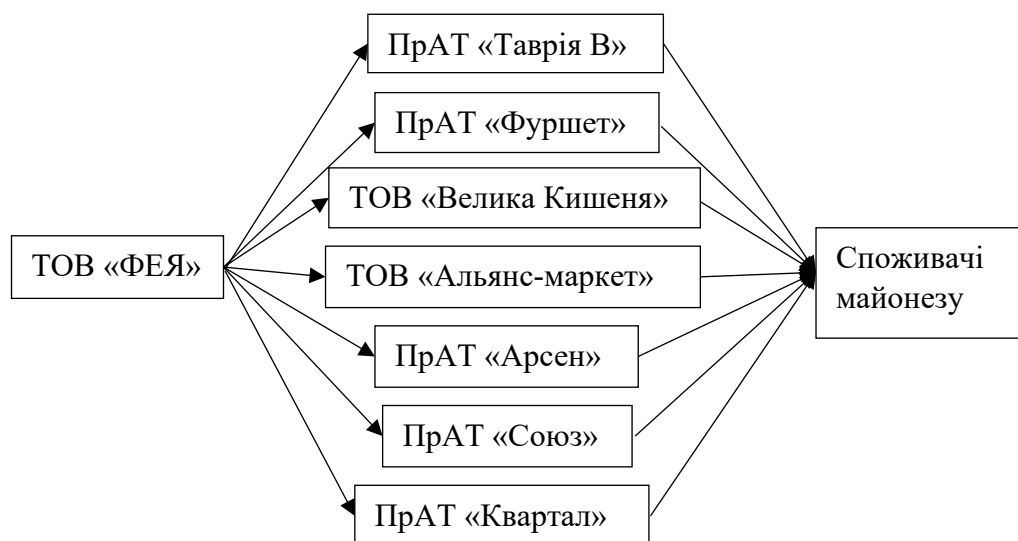 ПрАТ «Таврія В»
ПрАТ «Фуршет»
ТОВ «Велика Кишеня»
ТОВ «ФЕЯ»
ТОВ «Альянс-маркет»
Споживачі
майонезу
ПрАТ «Арсен»
ПрАТ «Союз»
ПрАТ «Квартал»